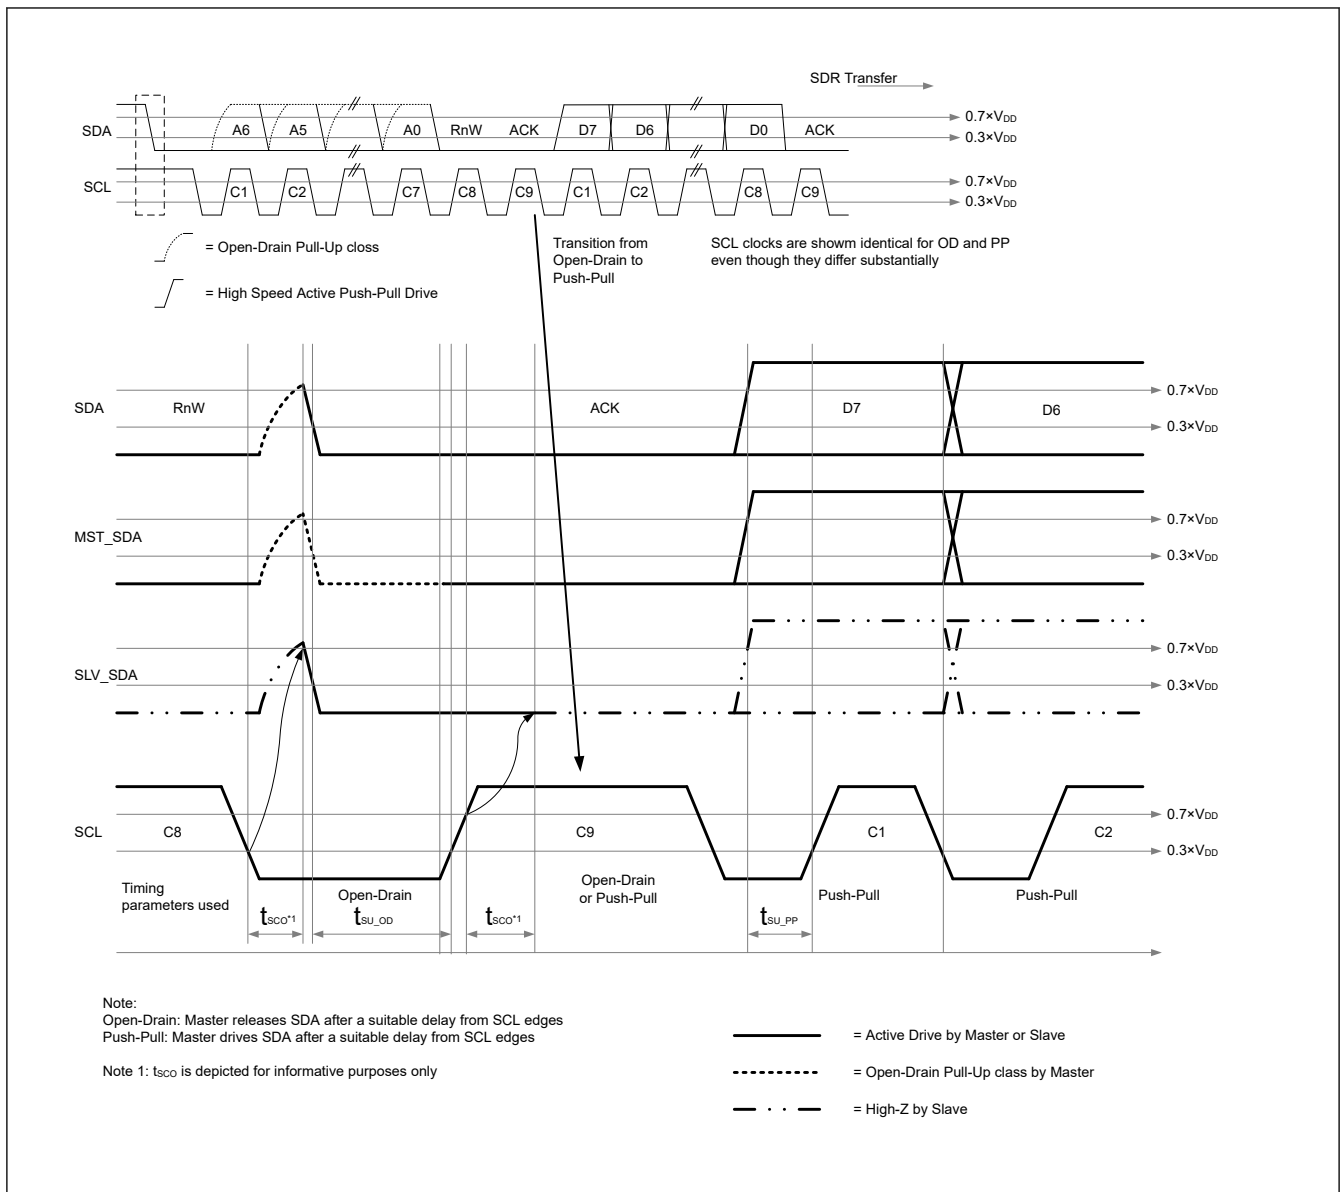 SDR Transfer
SDA
A6 A5 A0 RnW ACK D7 D6 D0 ACK
0.7×VDD
0.3×VDD
SCL
C1 C2 C7 C8 C9 C1 C2 C8 C9
0.7×VDD
0.3×VDD
= Open-Drain Pull-Up closs
= High Speed Active Push-Pull Drive
Transition from
Open-Drain to
Push-Pull
SCL clocks are showm identical for OD and PP
even though they differ substantially
SDA
RnW ACK D7 D6
0.7×VDD
0.3×VDD
MST_SDA
0.7×VDD
0.3×VDD
SLV_SDA
0.7×VDD
0.3×VDD
SCL
C8 C9 C1 C2
0.7×VDD
0.3×VDD
Timing
parameters used
Open-Drain
Open-Drain
or Push-Pull
Push-Pull
Push-Pull
tSCO*1
tSU_OD
tSCO*1
tSU_PP
Note:
Open-Drain: Master releases SDA after a suitable delay from SCL edges
Push-Pull: Master drives SDA after a suitable delay from SCL edges
Note 1: tSCO is depicted for informative purposes only
= Active Drive by Master or Slave
= Open-Drain Pull-Up class by Master
= High-Z by Slave